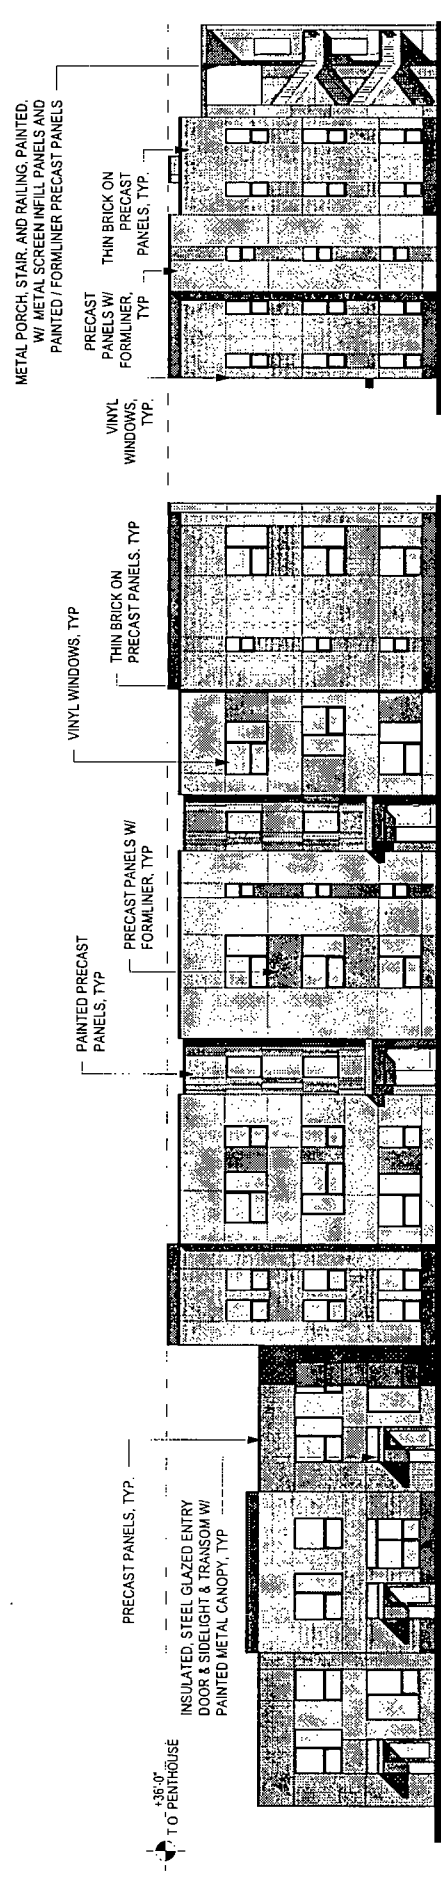 METAL PORCH, STAIR, AND RAILING, PAINTED,
W/ METAL SCREEN INFILL PANELS AND
PAINTED / FORMLINER PRECAST PANELS
THIN BRICK ON
PRECAST
PANELS, TYP.
PRECAST
PANELS W/
FORMLINER,
TYP
VINYL
WINDOWS,
TYP.
THIN BRICK ON
PRECAST PANELS, TYP
VINYL WINDOWS, TYP
PRECAST PANELS W/
FORMLINER, TYP
PAINTED PRECAST
PANELS, TYP
PRECAST PANELS, TYP.
INSULATED, STEEL GLAZED ENTRY
DOOR & SIDELIGHT & TRANSOM W/
PAINTED METAL CANOPY, TYP
+36'-0"
T O PENTHOUSE